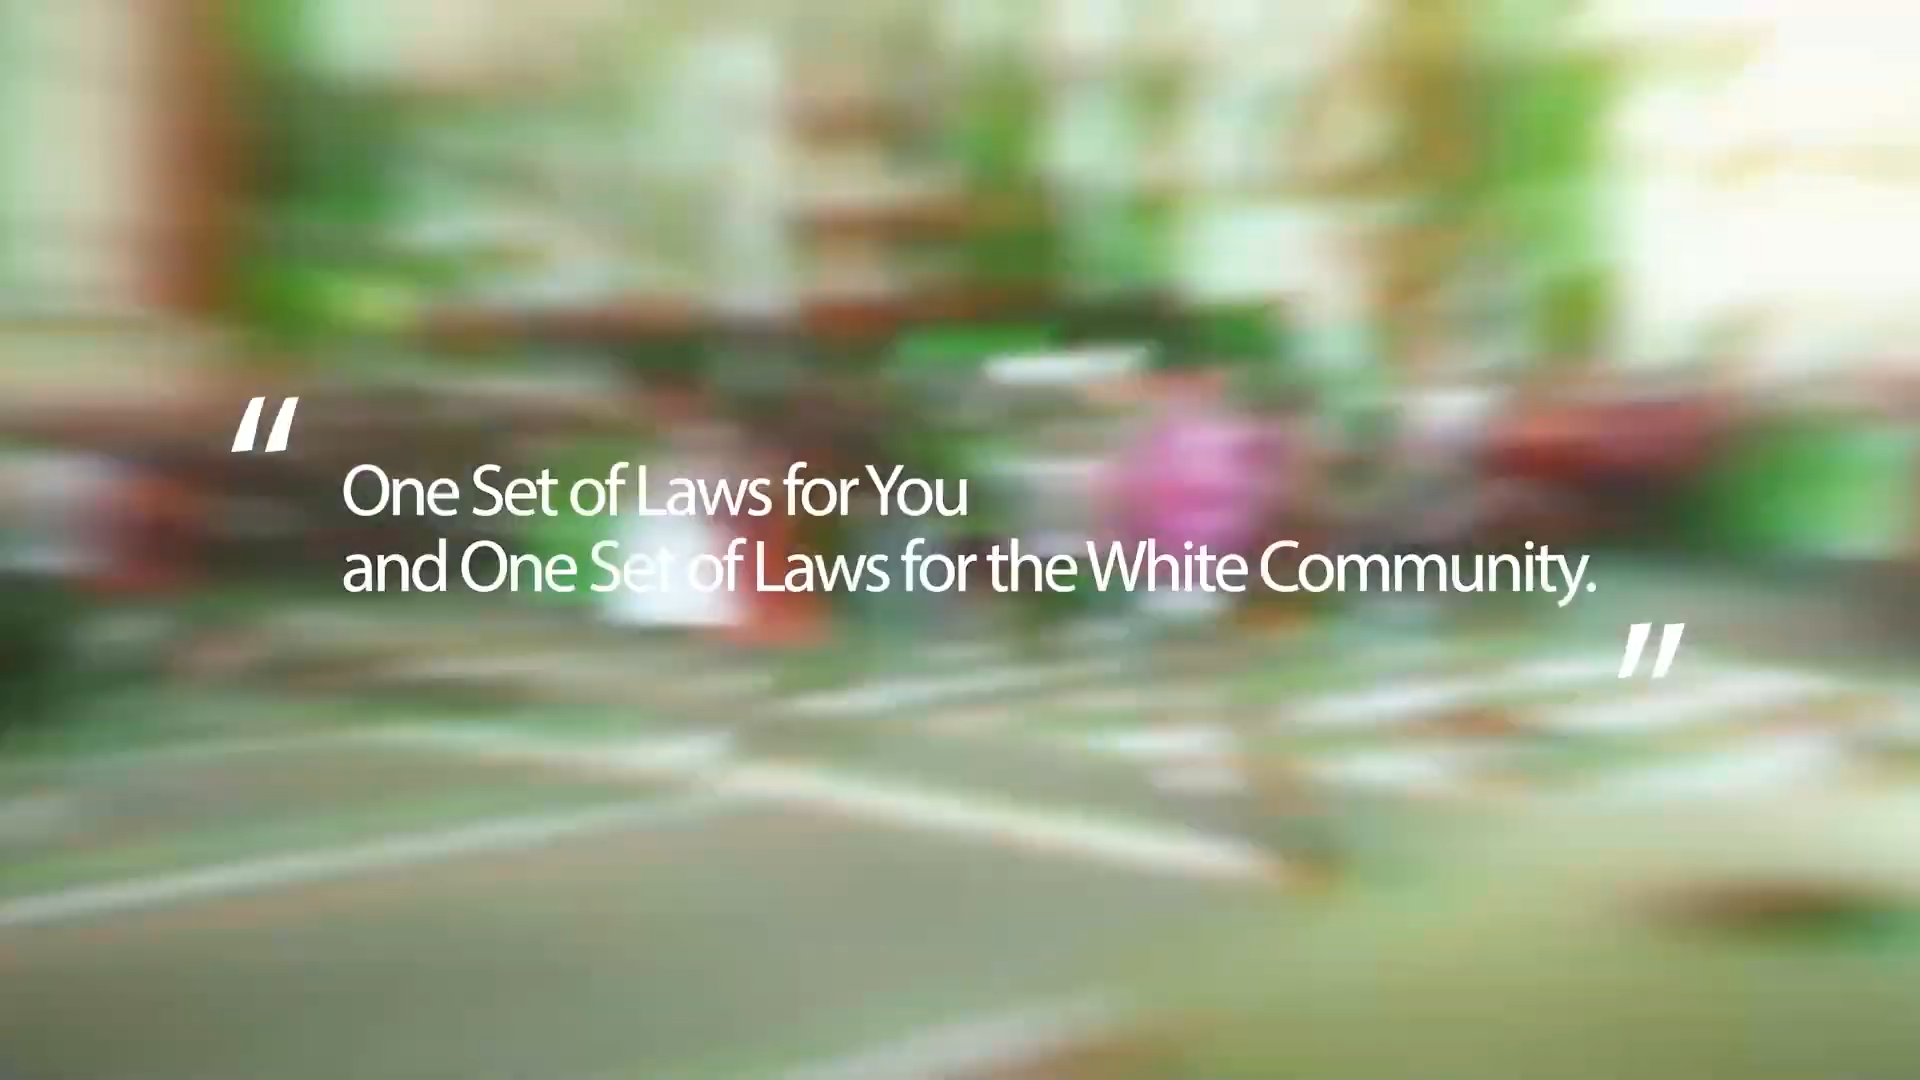 “
One Set of Laws for You
and One Set of Laws for the White Community.
”